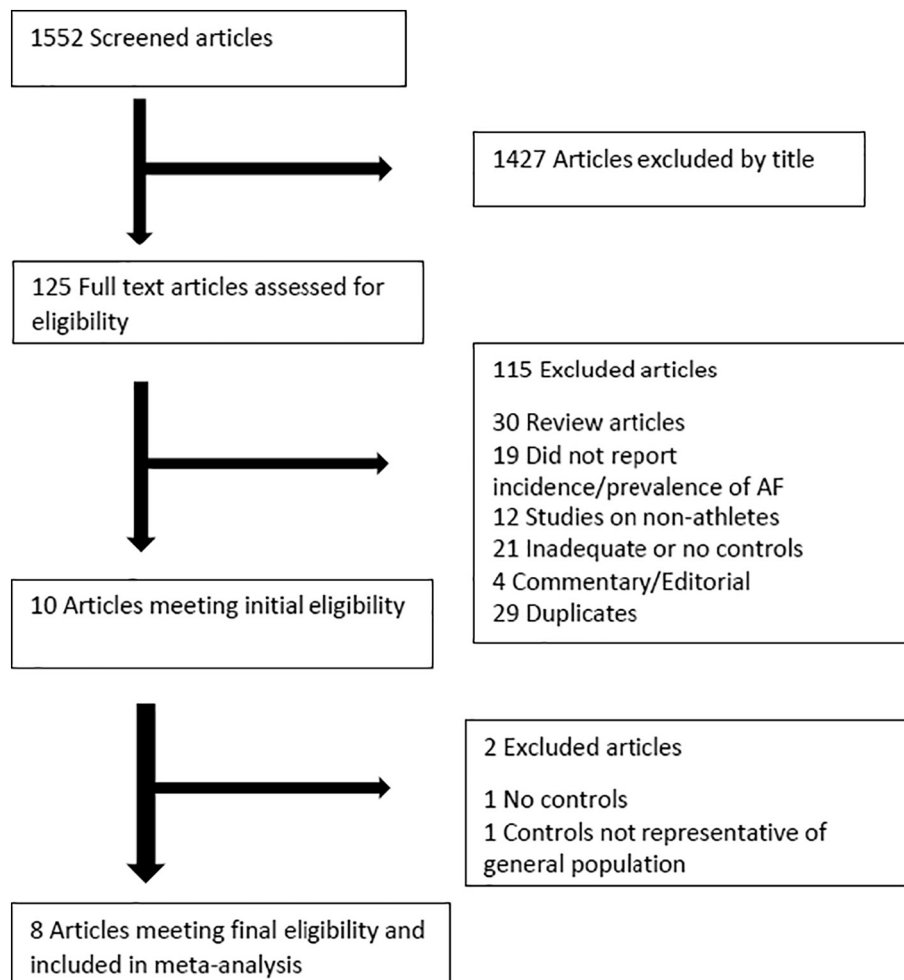 1552 Screened articles
1427 Articles excluded by title
125 Full text articles assessed for
eligibility
115 Excluded articles
30 Review articles
19 Did not report
incidence/prevalence of AF
12 Studies on non-athletes
21 Inadequate or no controls
4 Commentary/Editorial
29 Duplicates
10 Articles meeting initial eligibility
2 Excluded articles
1 No controls
1 Controls not representative of
general population
8 Articles meeting final eligibility and
included in meta-analysis